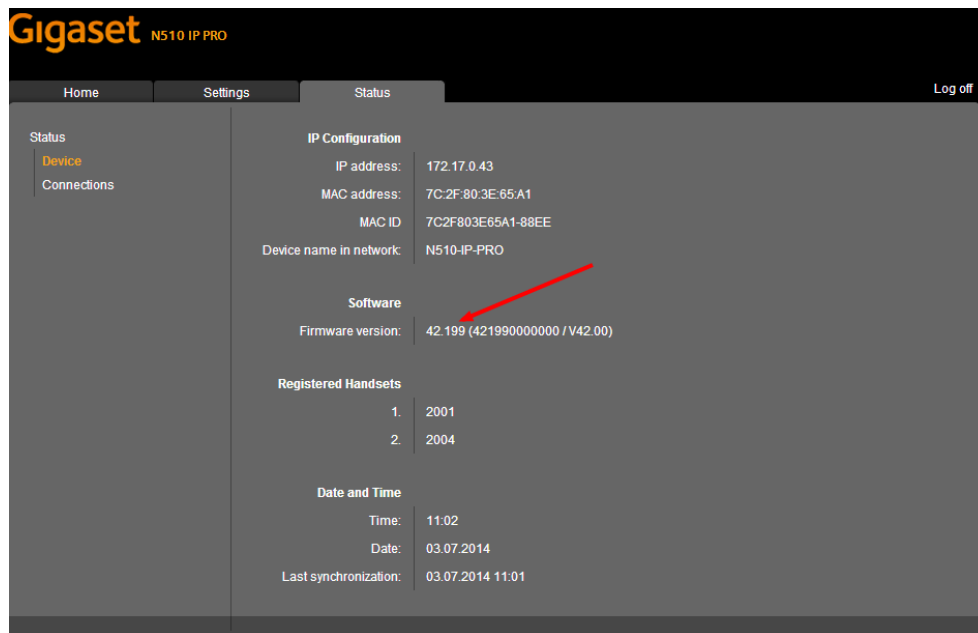 Gigaset N510 IP PRO
Home Settings Status Log off
Status
Device
Connections
IP Configuration
IP address: 172.17.0.43
MAC address: 7C:2F:80:3E:65:A1
MAC ID 7C2F803E65A1-88EE
Device name in network: N510-IP-PRO
Software
Firmware version: 42.199 (421990000000 / V42.00)
Registered Handsets
1. 2001
2. 2004
Date and Time
Time: 11:02
Date: 03.07.2014
Last synchronization: 03.07.2014 11:01